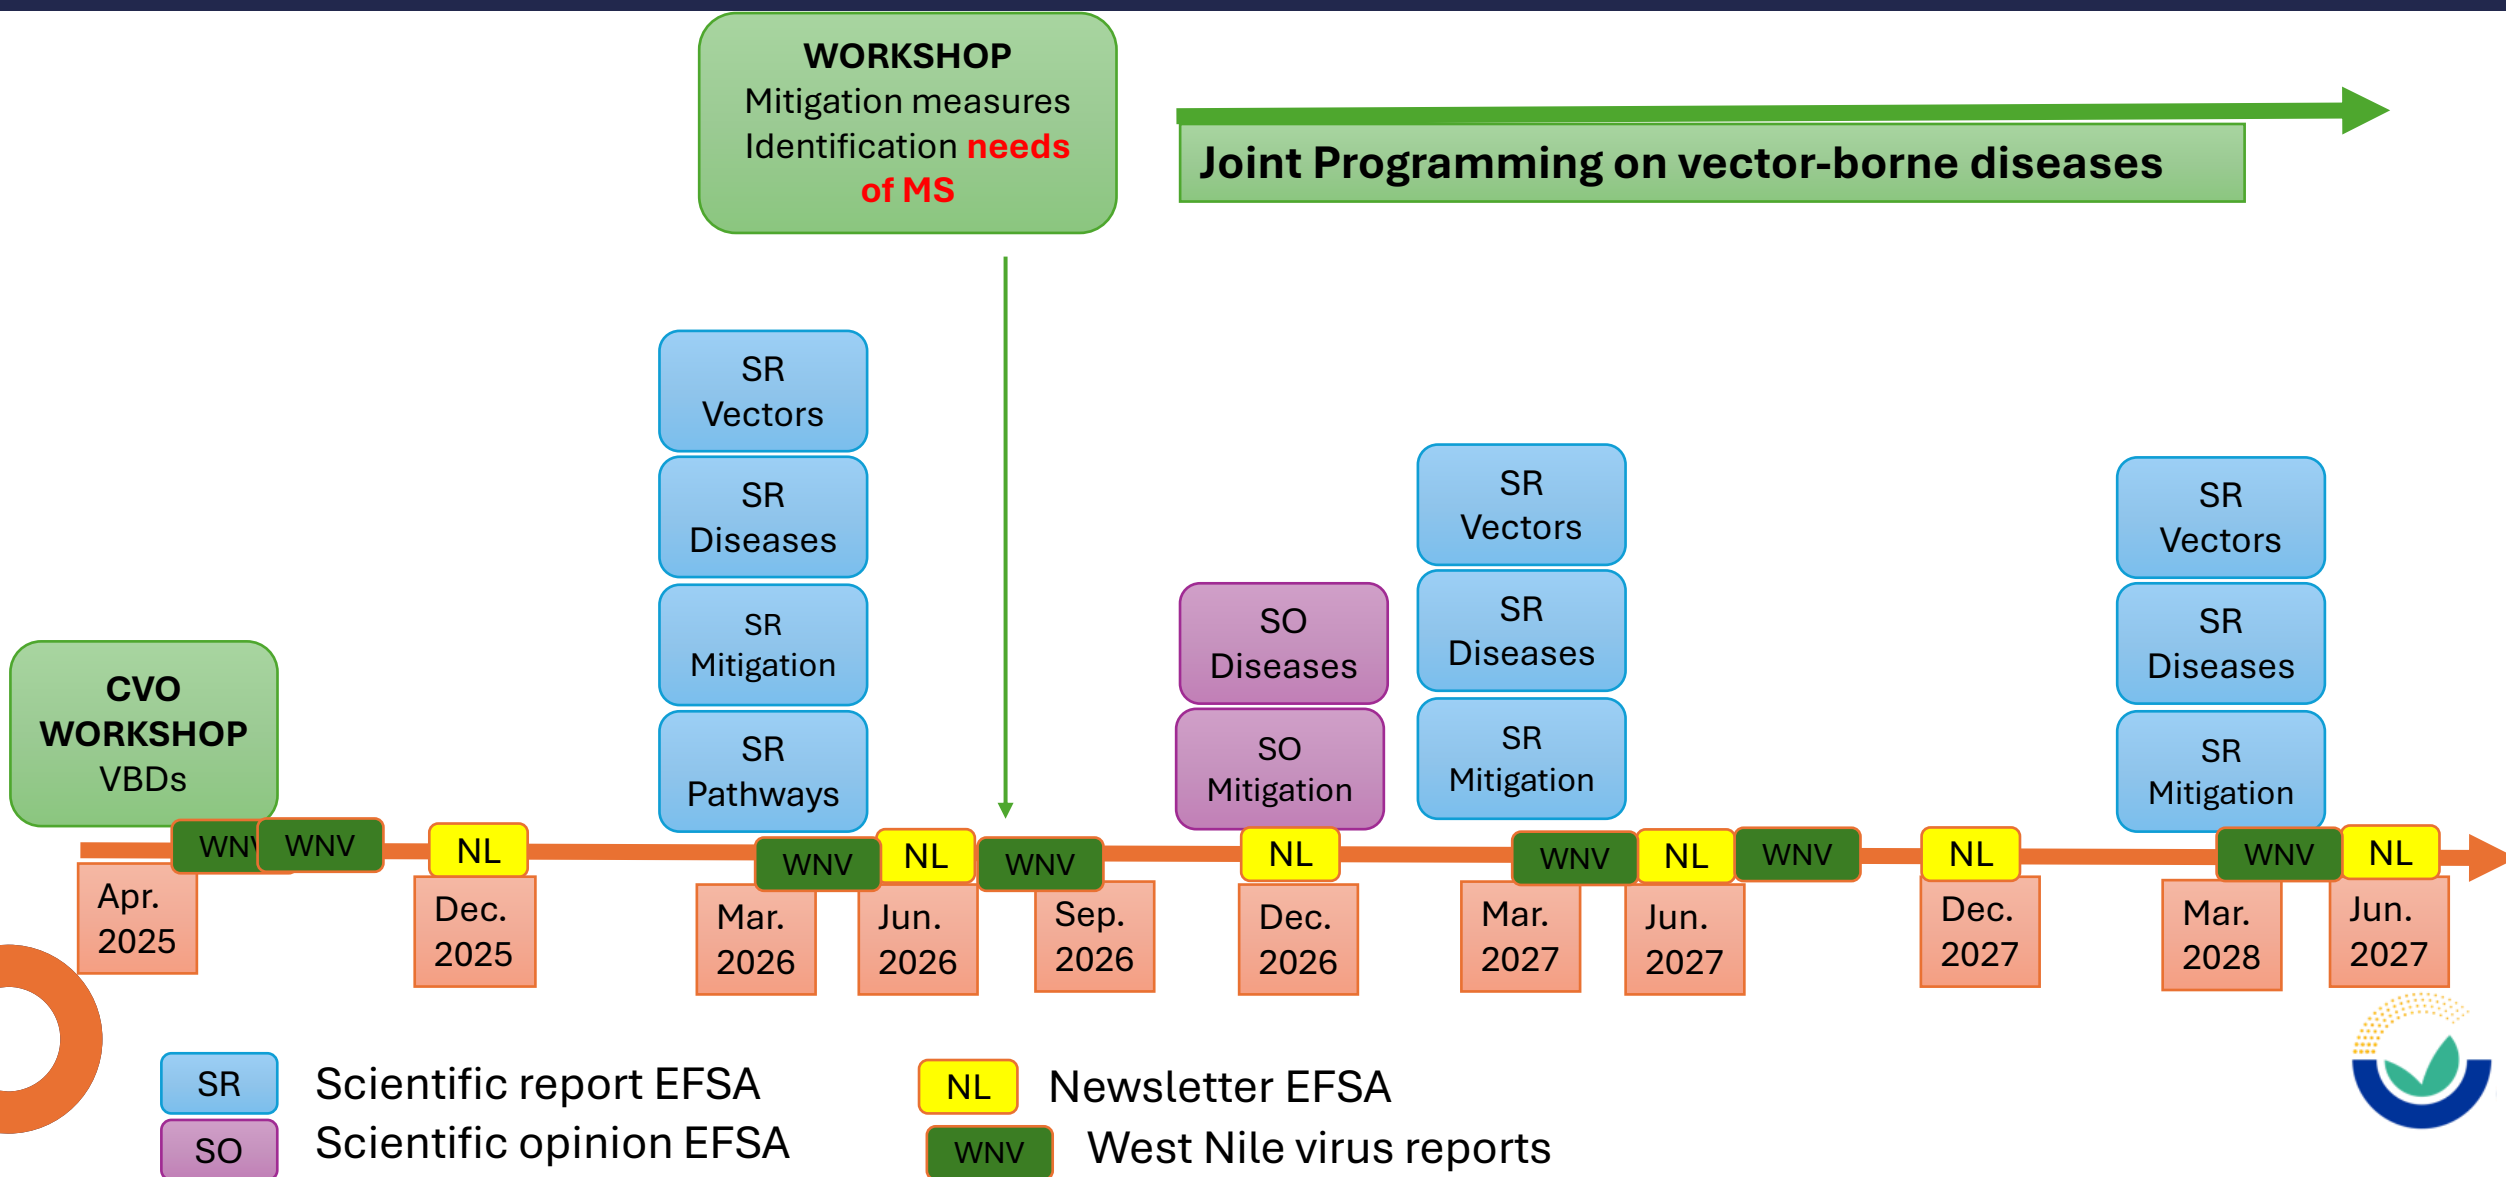 WORKSHOP
Mitigation measures
Identification needs
of MS
Joint Programming on vector-borne diseases
SR
Vectors
SR
Diseases
SR
Mitigation
SR
Pathways
SR
Vectors
SR
Diseases
SR
Mitigation
SR
Vectors
SR
Diseases
SR
Mitigation
SO
Diseases
SO
Mitigation
CVO
WORKSHOP
VBDs
WNV
WNV
NL
WNV
NL
WNV
NL
WNV
NL
WNV
NL
WNV
NL
Apr.
2025
Dec.
2025
Mar.
2026
Jun.
2026
Sep.
2026
Dec.
2026
Mar.
2027
Jun.
2027
Dec.
2027
Mar.
2028
Jun.
2027
SR
Scientific report EFSA
NL
Newsletter EFSA
SO
Scientific opinion EFSA
WNV
West Nile virus reports